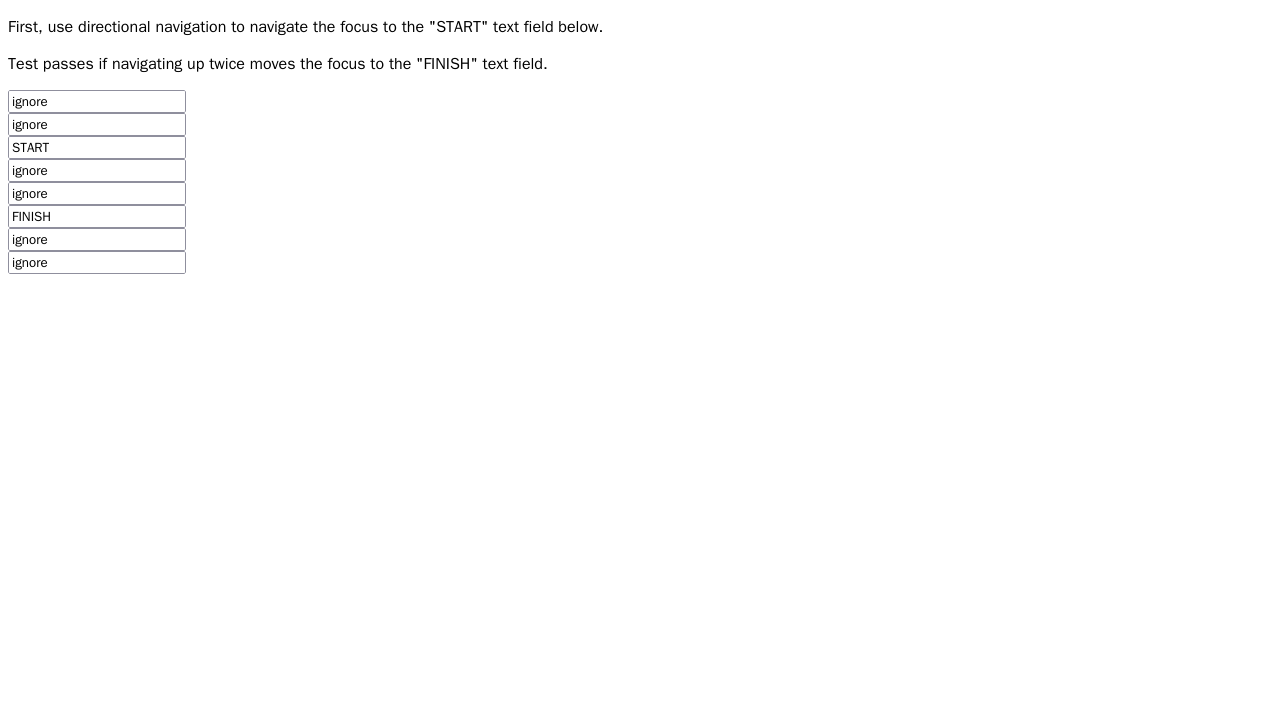 First, use directional navigation to navigate the focus to the "START" text field below.
Test passes if navigating up twice moves the focus to the "FINISH" text field.
ignore
ignore
START
ignore
ignore
FINISH
ignore
ignore